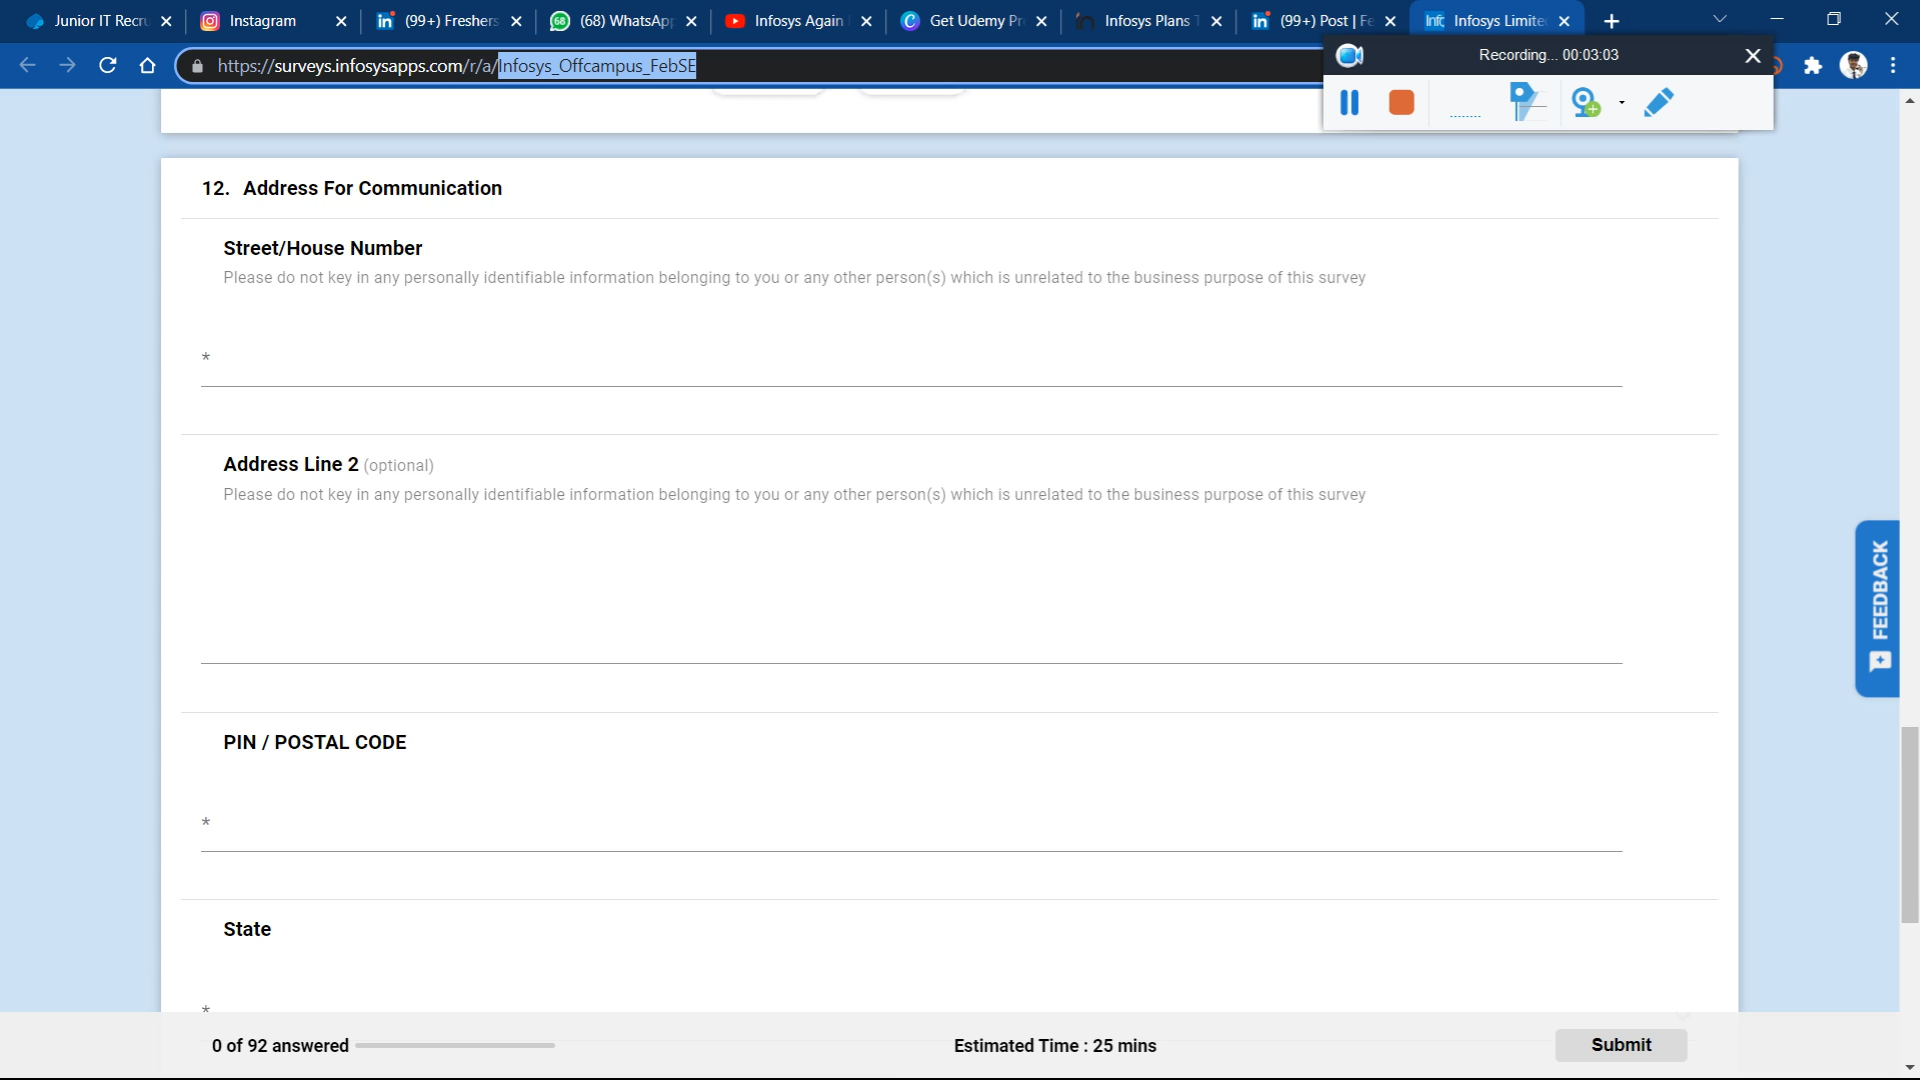 Junior IT Recru
Instagram
(99+) Freshers
(68) WhatsApp
Infosys Again
Get Udemy Pr
Infosys Plans T
(99+) Post | Fe
Infosys Limite
https://surveys.infosysapps.com/r/a/Infosys_Offcampus_FebSE
Recording... 00:03:03
12. Address For Communication
Street/House Number
Please do not key in any personally identifiable information belonging to you or any other person(s) which is unrelated to the business purpose of this survey
*
Address Line 2 (optional)
Please do not key in any personally identifiable information belonging to you or any other person(s) which is unrelated to the business purpose of this survey
PIN / POSTAL CODE
*
State
*
FEEDBACK
0 of 92 answered
Estimated Time : 25 mins
Submit